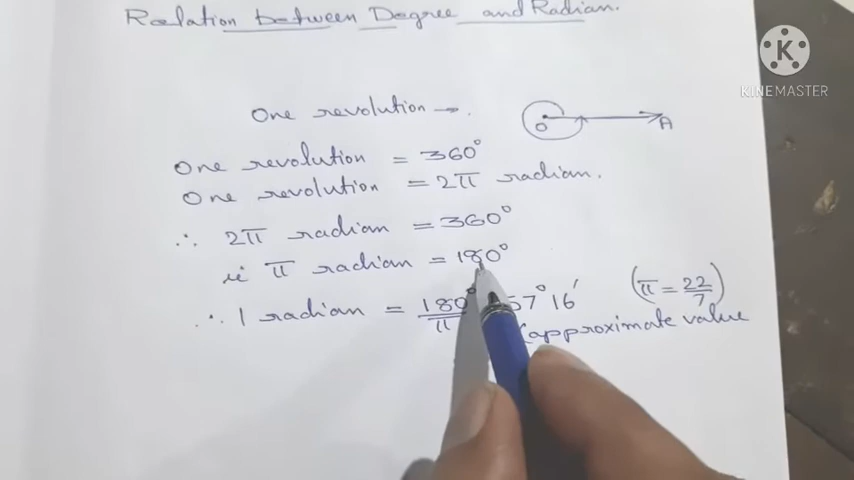 Relation between Degree and Radian.
K
KINEMASTER
One revolution →.
O A
One revolution = 360°
One revolution = 2π radian.
∴ 2π radian = 360°
ie π radian = 180°
∴ 1 radian = 180°/π 57° 16′ (π = 22/7)
(approximate value